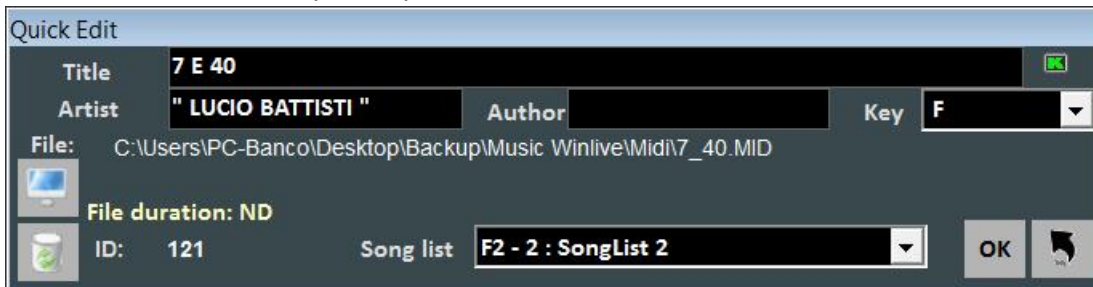 Quick Edit
Title 7 E 40 K
Artist " LUCIO BATTISTI " Author Key F
File: C:\Users\PC-Banco\Desktop\Backup\Music Winlive\Midi\7_40.MID
File duration: ND
ID: 121 Song list F2 - 2 : SongList 2 OK